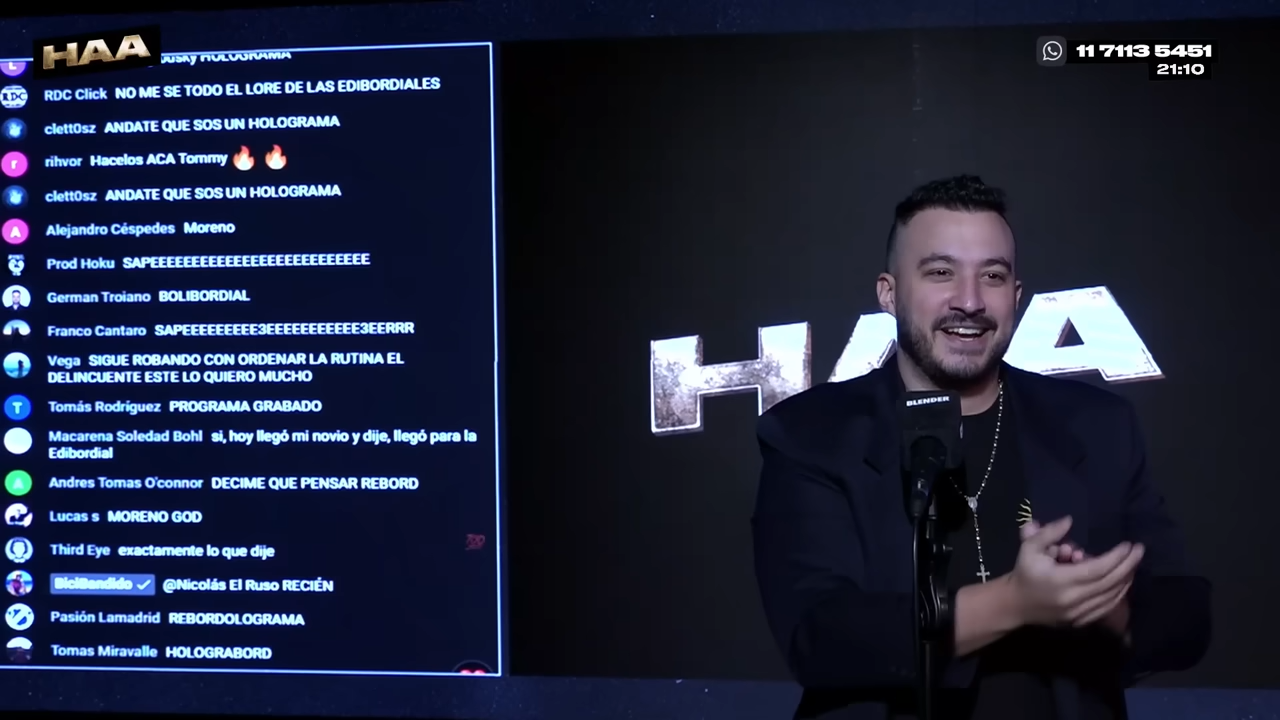 HAA
HOLOGRAMA
RDC Click NO ME SE TODO EL LORE DE LAS EDIBORDIALES
clett0sz ANDATE QUE SOS UN HOLOGRAMA
rihvor Hacelos ACA Tommy 🔥 🔥
clett0sz ANDATE QUE SOS UN HOLOGRAMA
Alejandro Céspedes Moreno
Prod Hoku SAPEEEEEEEEEEEEEEEEEEEEEEEEEE
German Troiano BOLIBORDIAL
Franco Cantaro SAPEEEEEEEEE3EEEEEEEEEEE3EERRR
Vega SIGUE ROBANDO CON ORDENAR LA RUTINA EL
DELINCUENTE ESTE LO QUIERO MUCHO
Tomás Rodríguez PROGRAMA GRABADO
Macarena Soledad Bohl si, hoy llegó mi novio y dije, llegó para la
Edibordial
Andres Tomas O'connor DECIME QUE PENSAR REBORD
Lucas s MORENO GOD
Third Eye exactamente lo que dije
BiciBandido @Nicolás El Ruso RECIÉN
Pasión Lamadrid REBORDOLOGRAMA
Tomas Miravalle HOLOGRABORD
11 7113 5451
21:10
HAA
BLENDER